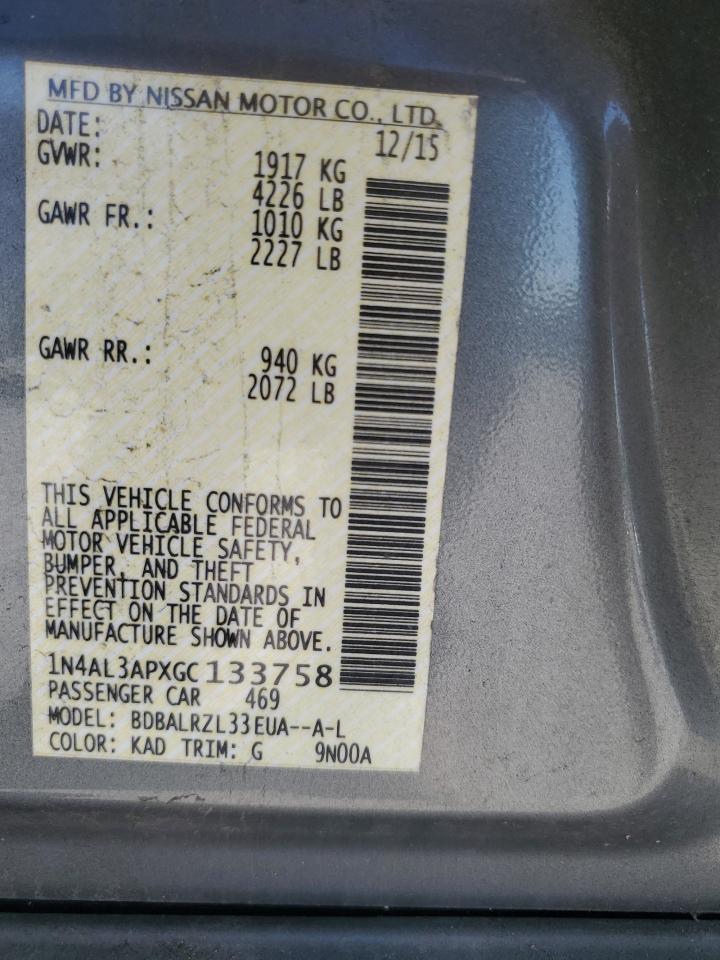 MFD BY NISSAN MOTOR CO., LTD.
DATE: 12/15
GVWR: 1917 KG
4226 LB
GAWR FR.: 1010 KG
2227 LB
GAWR RR.: 940 KG
2072 LB
THIS VEHICLE CONFORMS TO
ALL APPLICABLE FEDERAL
MOTOR VEHICLE SAFETY,
BUMPER, AND THEFT
PREVENTION STANDARDS IN
EFFECT ON THE DATE OF
MANUFACTURE SHOWN ABOVE.
1N4AL3APXGC133758
PASSENGER CAR 469
MODEL: BDBALRZL33EUA--A-L
COLOR: KAD TRIM: G 9N00A